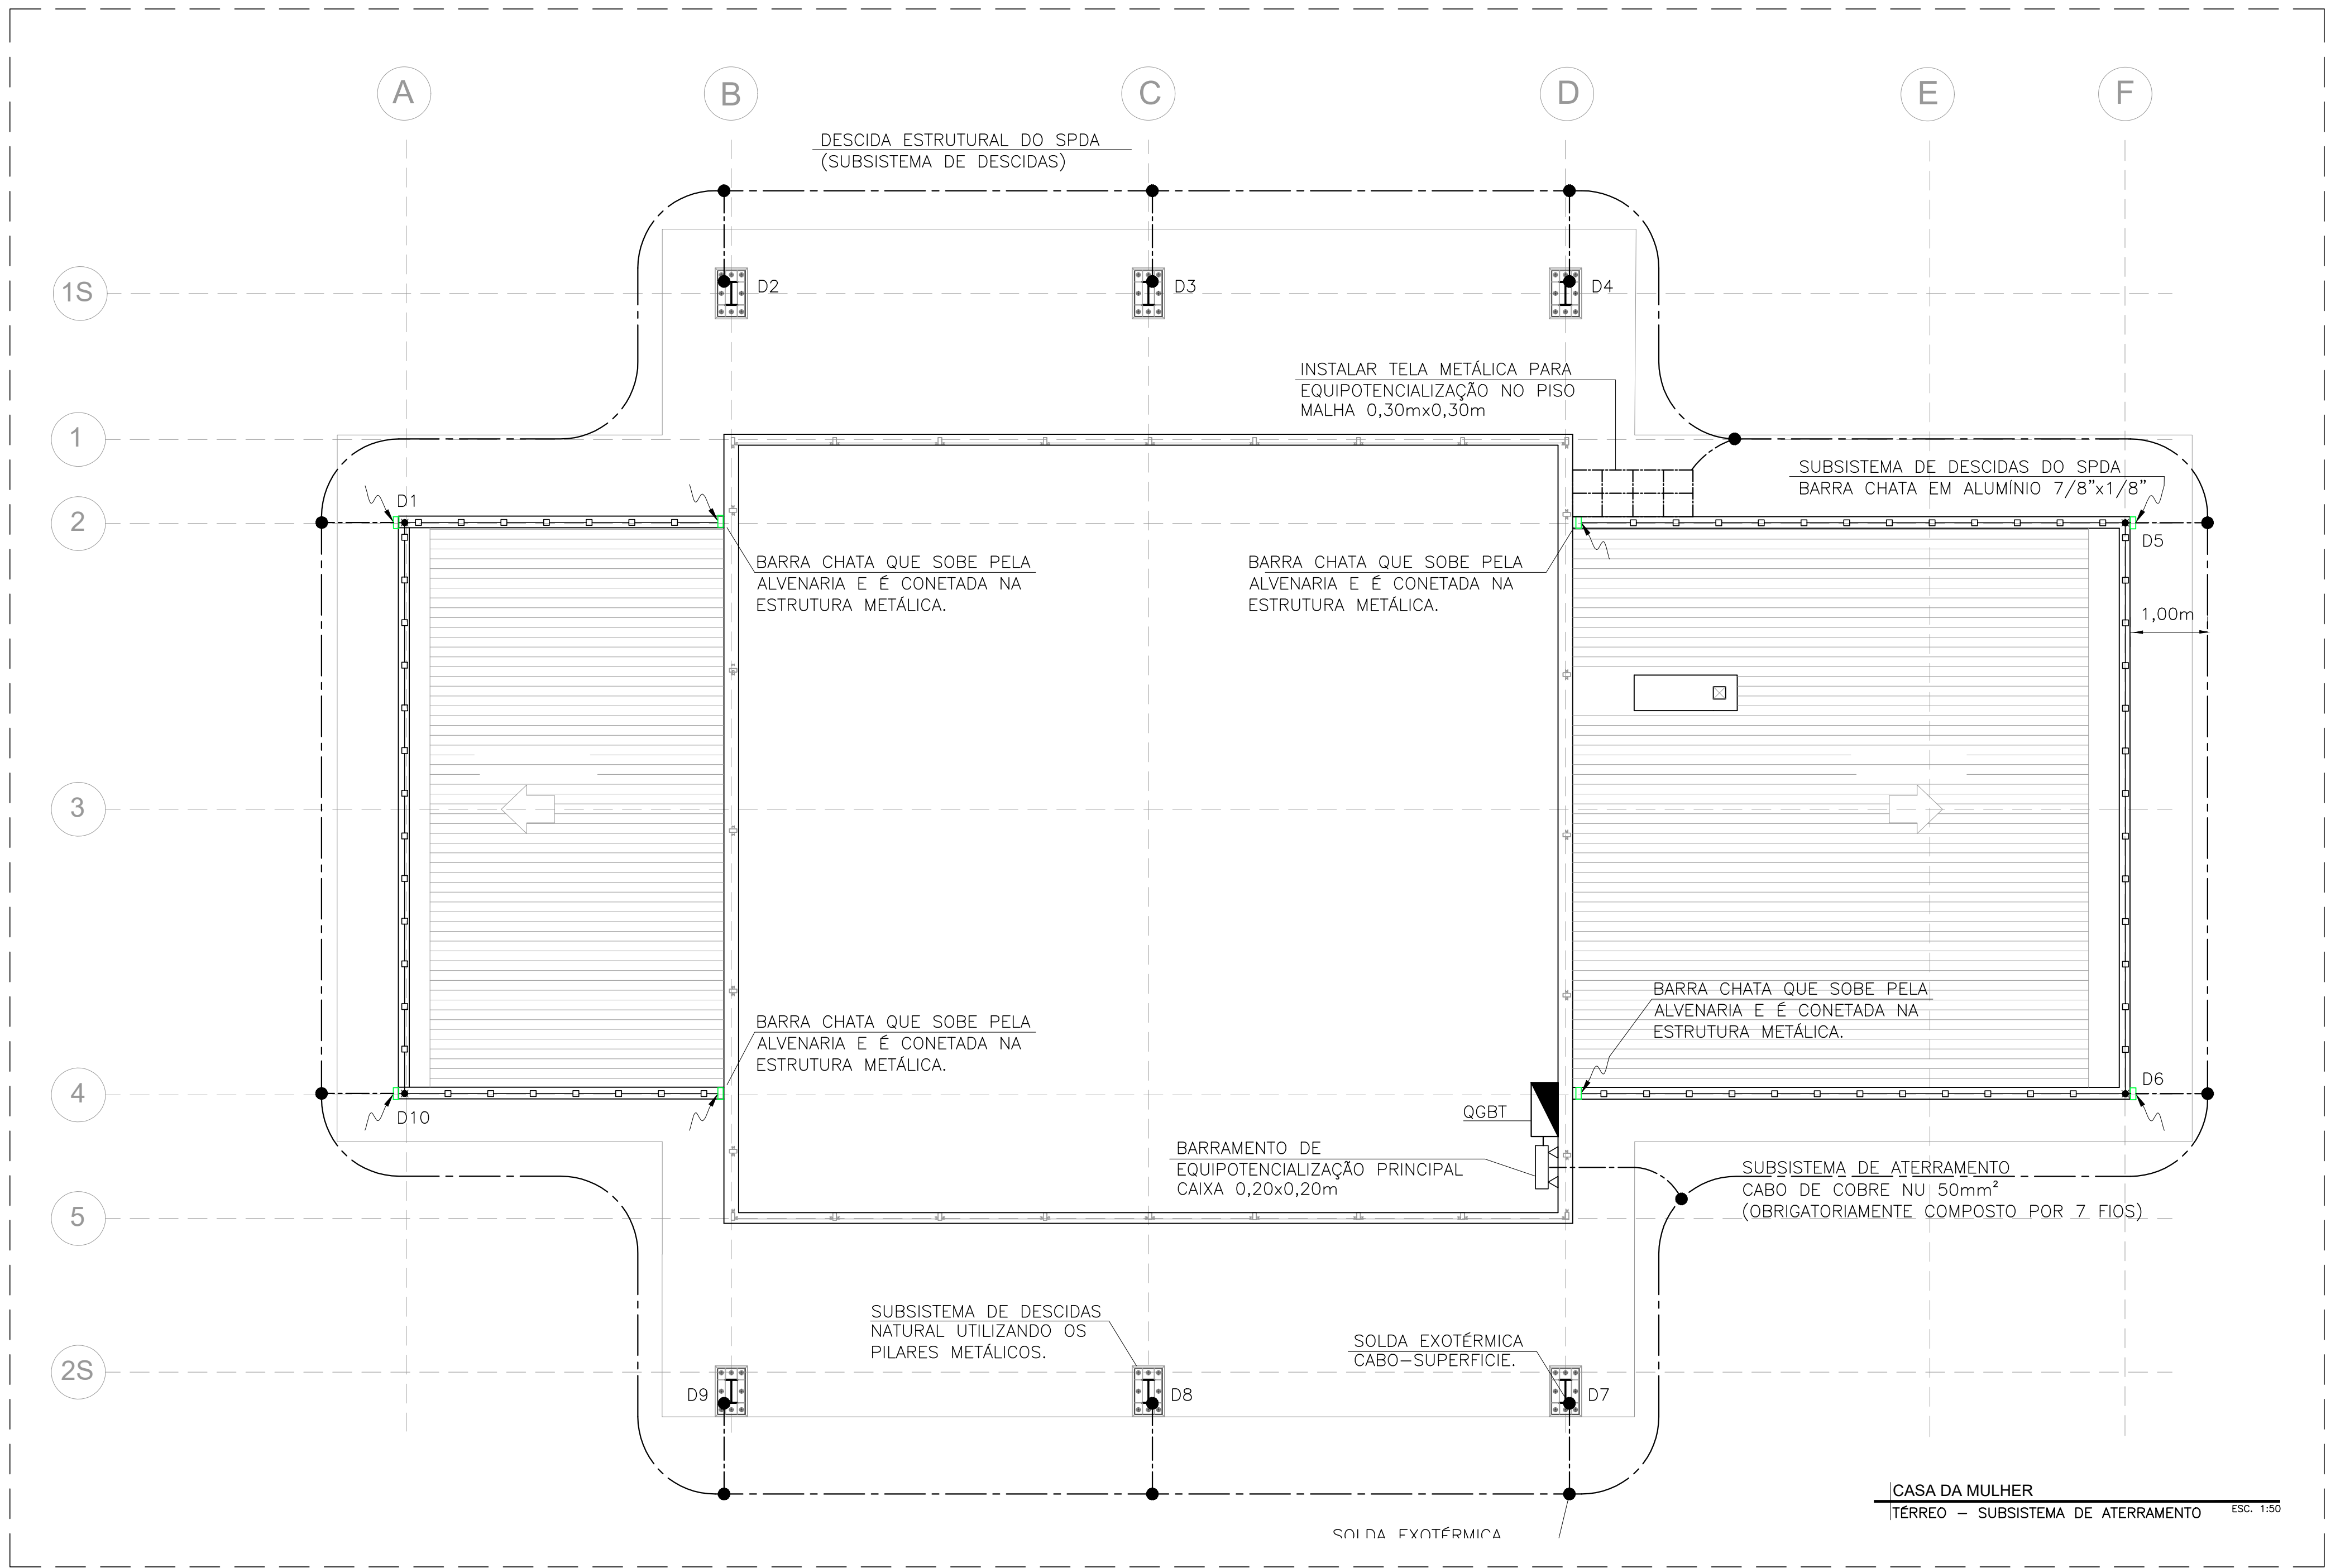 A
B
C
D
E
F
DESCIDA ESTRUTURAL DO SPDA
(SUBSISTEMA DE DESCIDAS)
1S
D2
D3
D4
INSTALAR TELA METÁLICA PARA
EQUIPOTENCIALIZAÇÃO NO PISO
MALHA 0,30mx0,30m
1
SUBSISTEMA DE DESCIDAS DO SPDA
BARRA CHATA EM ALUMÍNIO 7/8"x1/8"
D1
2
D5
BARRA CHATA QUE SOBE PELA
ALVENARIA E É CONETADA NA
ESTRUTURA METÁLICA.
BARRA CHATA QUE SOBE PELA
ALVENARIA E É CONETADA NA
ESTRUTURA METÁLICA.
1,00m
3
BARRA CHATA QUE SOBE PELA
ALVENARIA E É CONETADA NA
ESTRUTURA METÁLICA.
BARRA CHATA QUE SOBE PELA
ALVENARIA E É CONETADA NA
ESTRUTURA METÁLICA.
4
D6
D10
QGBT
BARRAMENTO DE
EQUIPOTENCIALIZAÇÃO PRINCIPAL
CAIXA 0,20x0,20m
SUBSISTEMA DE ATERRAMENTO
CABO DE COBRE NU 50mm²
(OBRIGATORIAMENTE COMPOSTO POR 7 FIOS)
5
SUBSISTEMA DE DESCIDAS
NATURAL UTILIZANDO OS
PILARES METÁLICOS.
SOLDA EXOTÉRMICA
CABO-SUPERFICIE.
2S
D9
D8
D7
CASA DA MULHER
TÉRREO - SUBSISTEMA DE ATERRAMENTO
ESC. 1:50
SOLDA EXOTÉRMICA